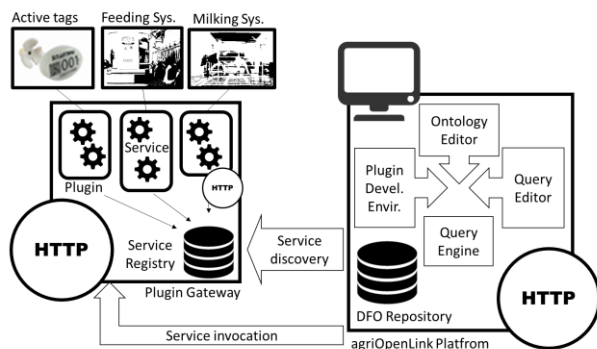 Active tags
Feeding Sys.
Milking Sys.
001
Service
Plugin
HTTP
HTTP
Service
Registry
Plugin Gateway
Service
discovery
Service invocation
Ontology
Editor
Plugin
Devel.
Envir.
Query
Editor
Query
Engine
DFO Repository
HTTP
agriOpenLink Platfrom